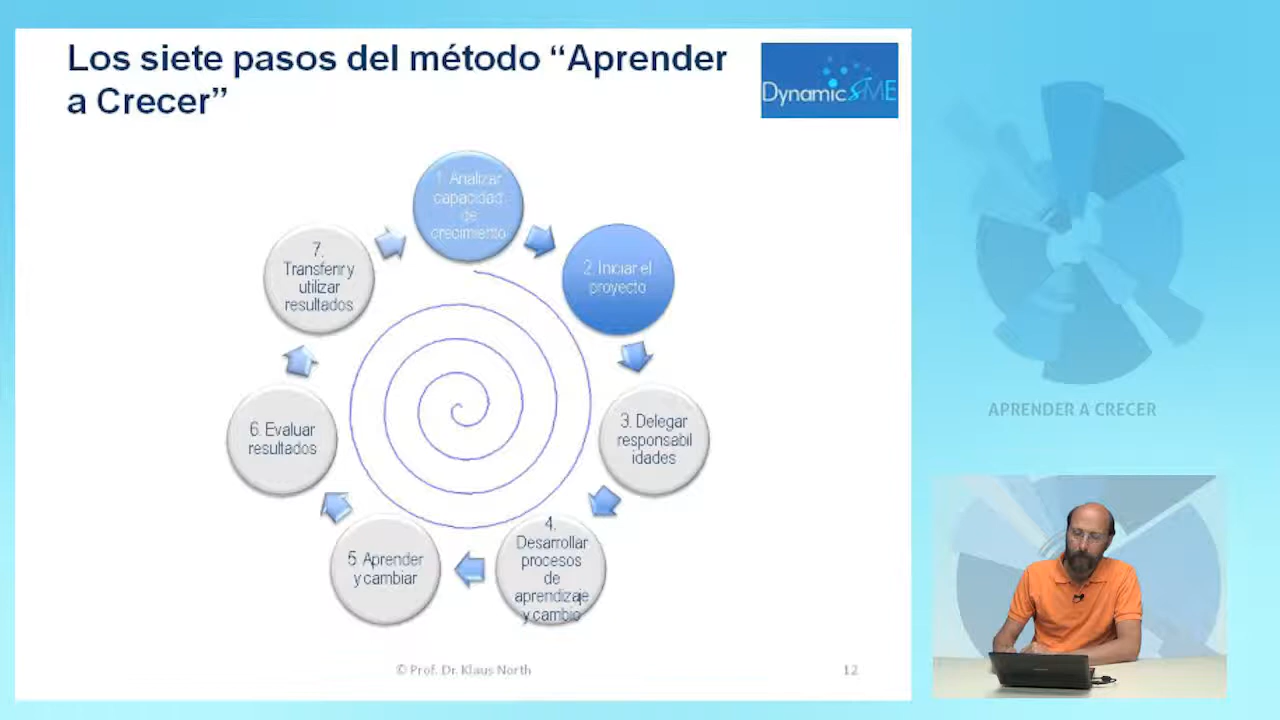 Los siete pasos del método “Aprender
a Crecer”
DynamicSME
1. Analizar
capacidad
de
crecimiento
2. Iniciar el
proyecto
3. Delegar
responsabil
idades
4.
Desarrollar
procesos
de
aprendizaje
y cambio
5. Aprender
y cambiar
6. Evaluar
resultados
7.
Transferir y
utilizar
resultados
© Prof. Dr. Klaus North
12
APRENDER A CRECER